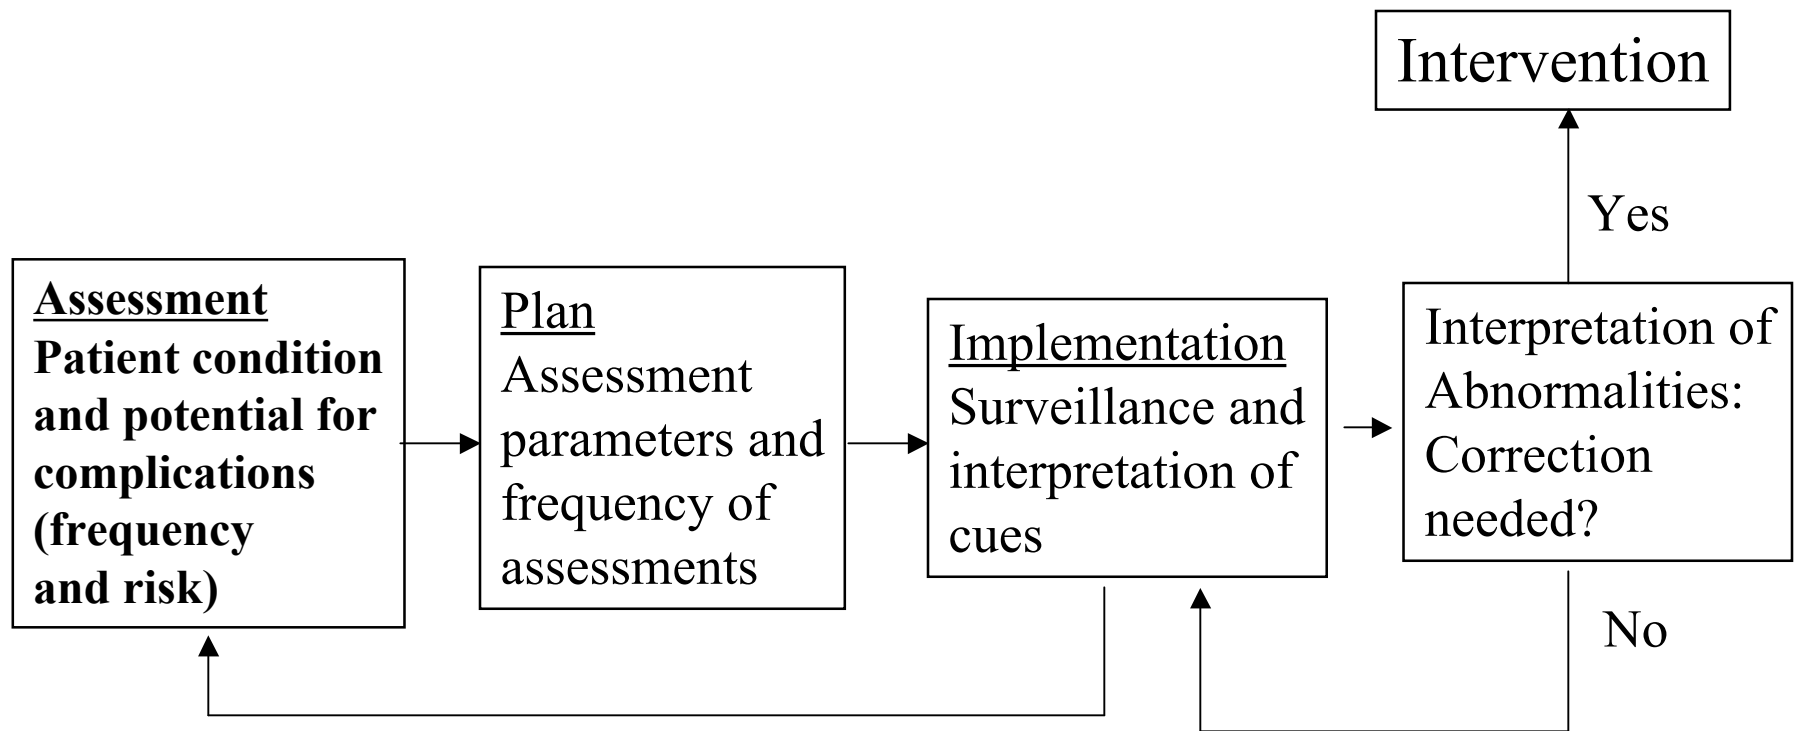 Intervention
Yes
Assessment
Patient condition
and potential for
complications
(frequency
and risk)
Plan
Assessment
parameters and
frequency of
assessments
Implementation
Surveillance and
interpretation of
cues
Interpretation of
Abnormalities:
Correction
needed?
No